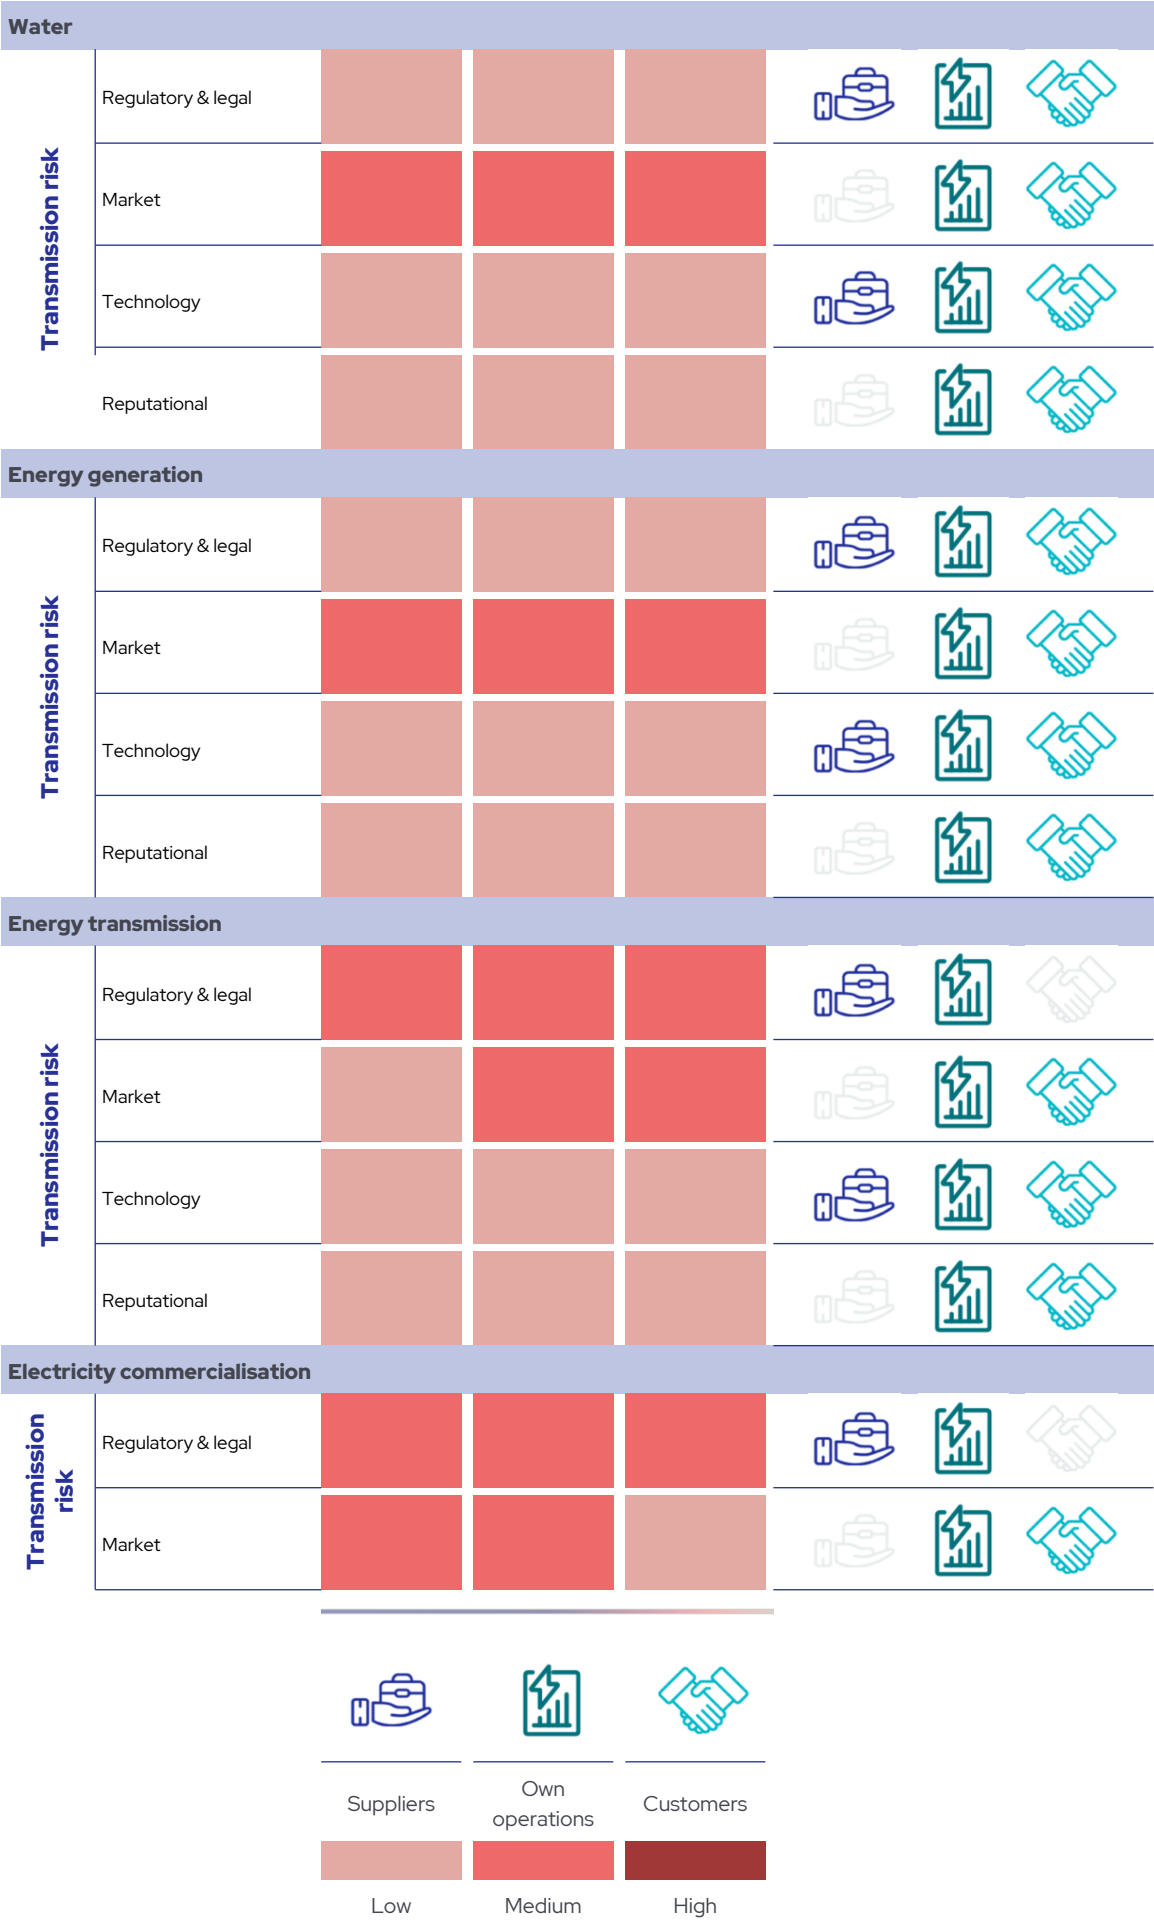 Water
Transmission risk
Regulatory & legal
Market
Technology
Reputational
Energy generation
Transmission risk
Regulatory & legal
Market
Technology
Reputational
Energy transmission
Transmission risk
Regulatory & legal
Market
Technology
Reputational
Electricity commercialisation
Transmission
risk
Regulatory & legal
Market
Suppliers
Own
operations
Customers
Low
Medium
High